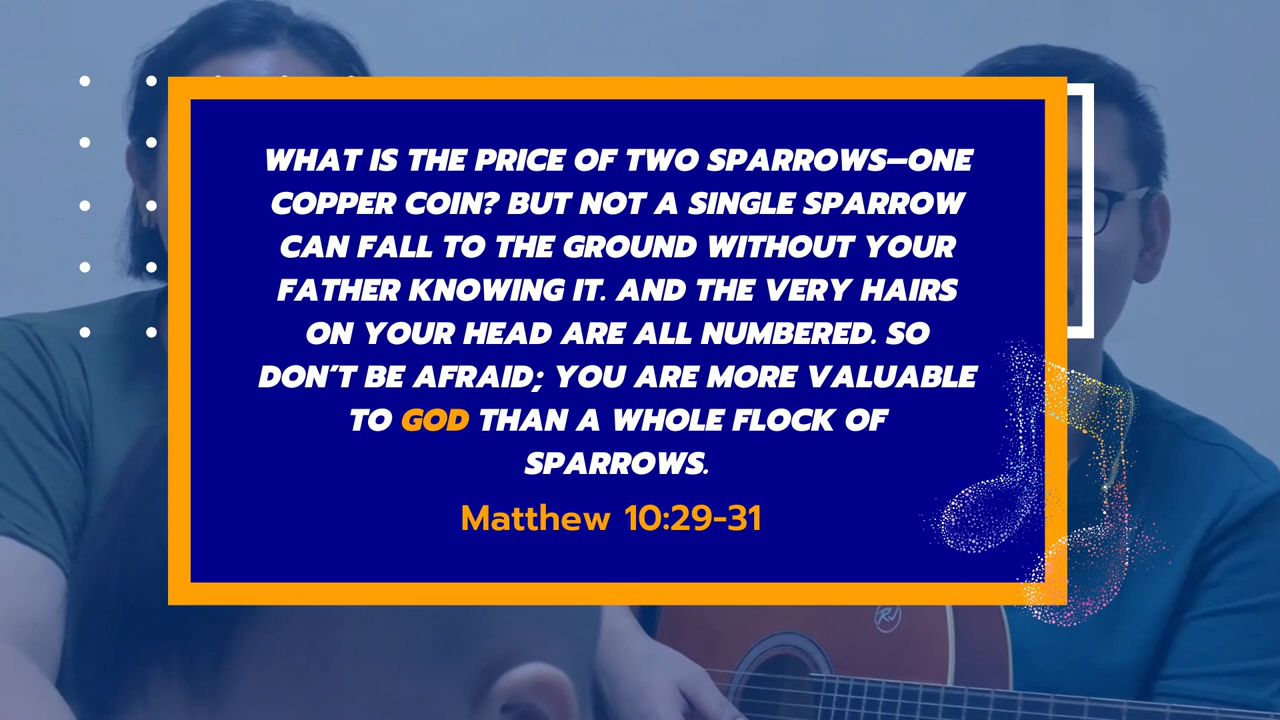 WHAT IS THE PRICE OF TWO SPARROWS—ONE
COPPER COIN? BUT NOT A SINGLE SPARROW
CAN FALL TO THE GROUND WITHOUT YOUR
FATHER KNOWING IT. AND THE VERY HAIRS
ON YOUR HEAD ARE ALL NUMBERED. SO
DON'T BE AFRAID; YOU ARE MORE VALUABLE
TO GOD THAN A WHOLE FLOCK OF
SPARROWS.
Matthew 10:29-31
RJ